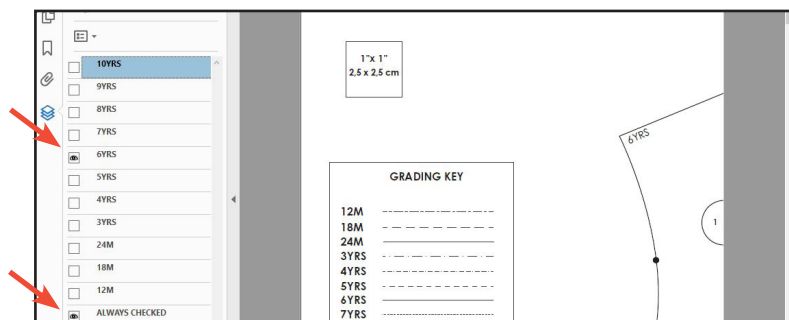 10YRS
9YRS
8YRS
7YRS
6YRS
5YRS
4YRS
3YRS
24M
18M
12M
ALWAYS CHECKED
1"x 1"
2,5 x 2,5 cm
GRADING KEY
12M
18M
24M
3YRS
4YRS
5YRS
6YRS
7YRS
6YRS
1